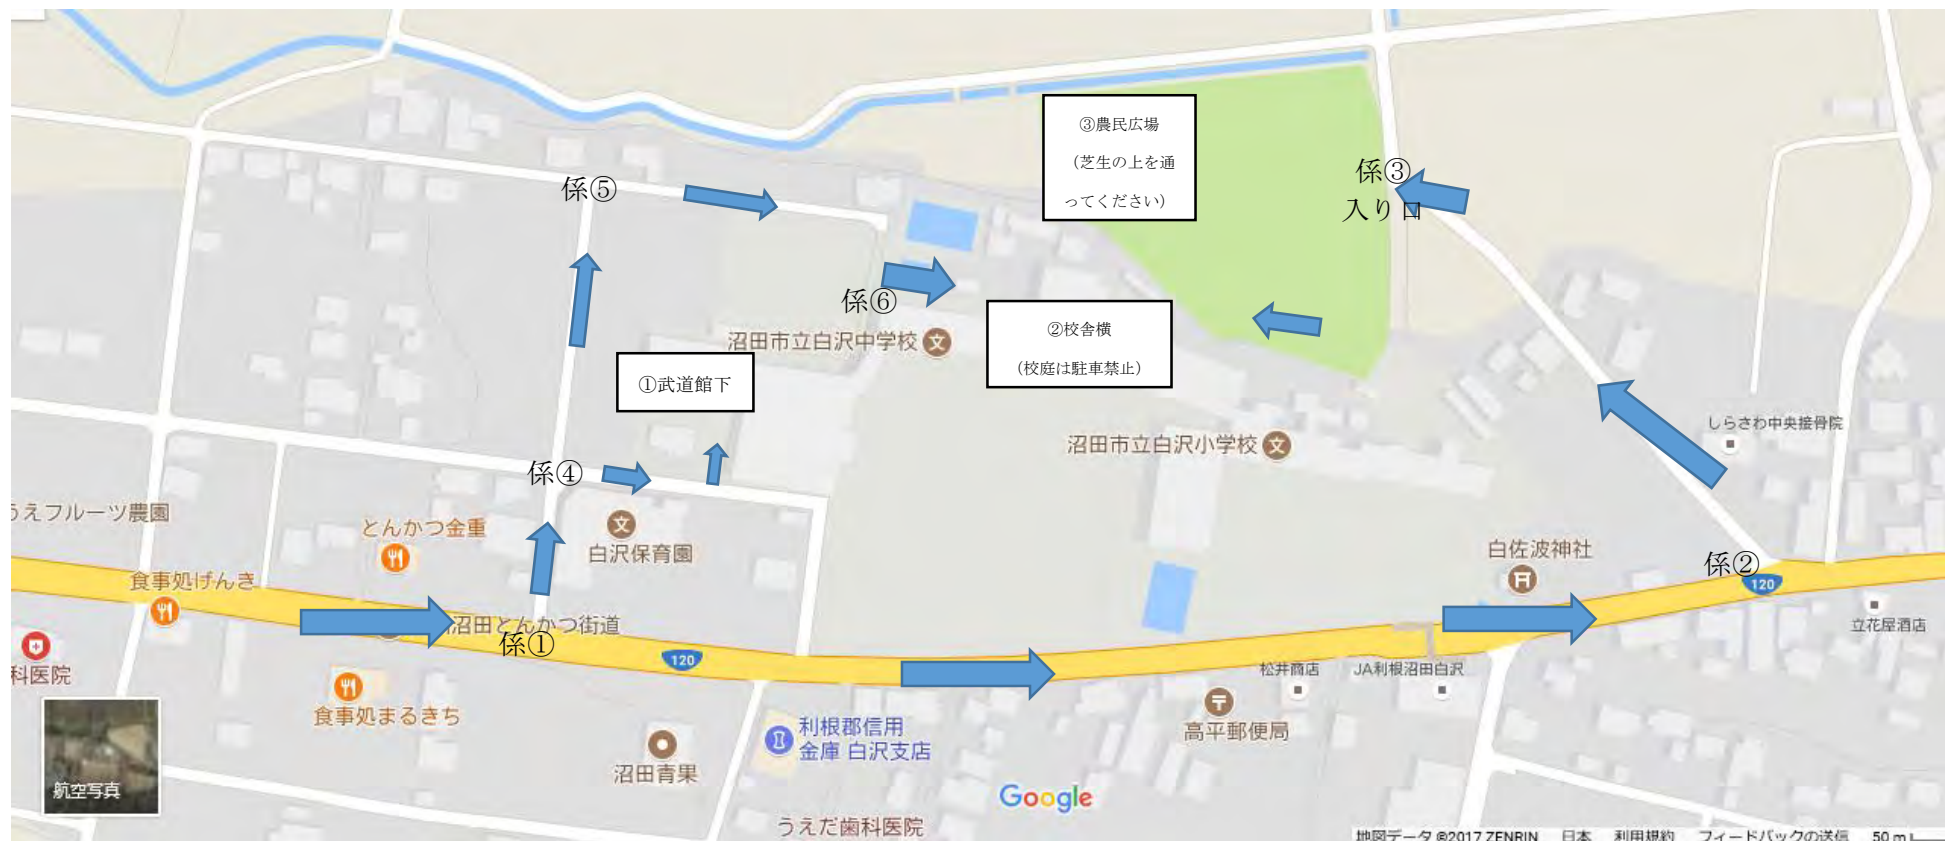 ③農民広場
（芝生の上を通
ってください）
係③
入り口
係⑤
係⑥
②校舎横
（校庭は駐車禁止）
沼田市立白沢中学校
文
①武道館下
しらさわ中央接骨院
沼田市立白沢小学校
文
係④
うえフルーツ農園
とんかつ金重
文
白沢保育園
白佐波神社
係②
120
食事処げんき
沼田とんかつ街道
係①
立花屋酒店
120
科医院
松井商店
JA利根沼田白沢
食事処まるきち
高平郵便局
利根郡信用
金庫 白沢支店
沼田青果
航空写真
Google
うえだ歯科医院
地図データ ©2017 ZENRIN 日本 利用規約 フィードバックの送信 50 m